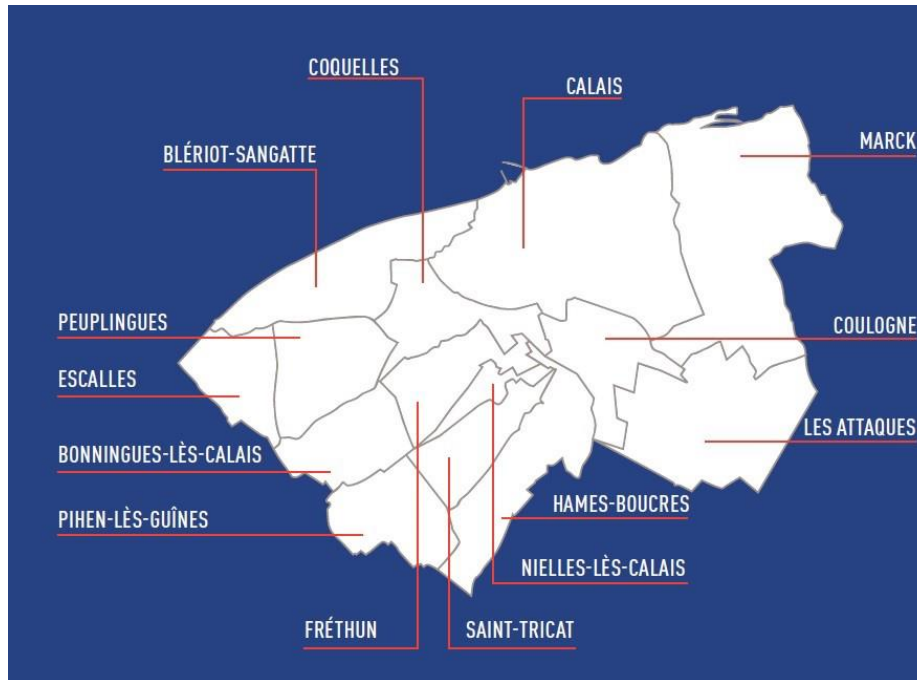 COQUELLES
CALAIS
MARCK
BLÉRIOT-SANGATTE
PEUPLINGUES
COULOGNE
ESCALLES
LES ATTAQUES
BONNINGUES-LÈS-CALAIS
HAMES-BOUCRES
PIHEN-LÈS-GUÎNES
NIELLES-LÈS-CALAIS
FRÉTHUN
SAINT-TRICAT